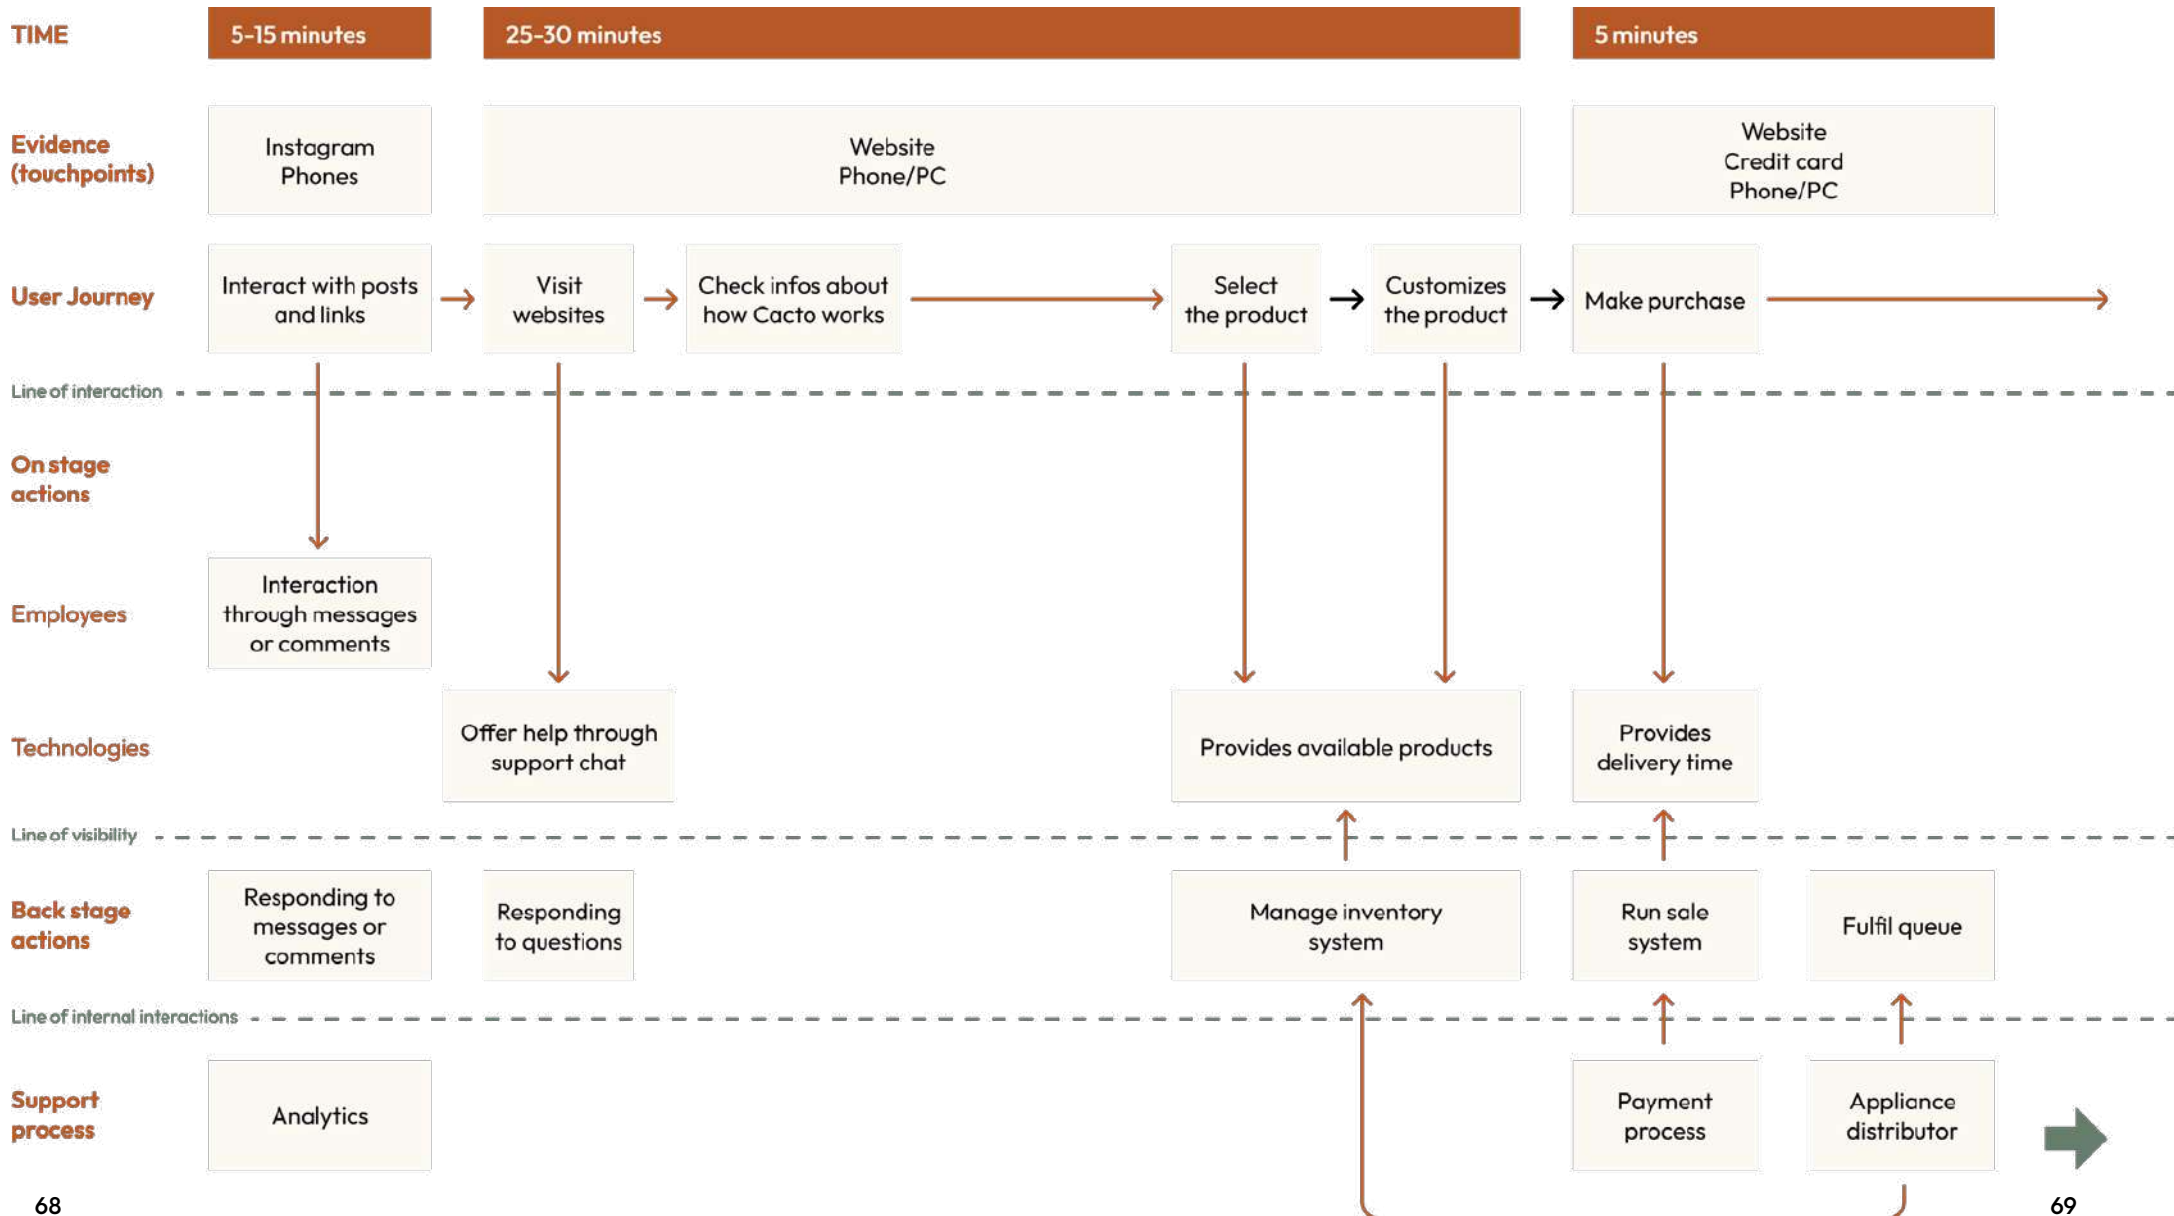 TIME
5-15 minutes
25-30 minutes
5 minutes
Evidence
(touchpoints)
Instagram
Phones
Website
Phone/PC
Website
Credit card
Phone/PC
User Journey
Interact with posts
and links
Visit
websites
Check infos about
how Cacto works
Select
the product
Customizes
the product
Make purchase
Line of interaction
On stage
actions
Employees
Interaction
through messages
or comments
Technologies
Offer help through
support chat
Provides available products
Provides
delivery time
Line of visibility
Back stage
actions
Responding to
messages or
comments
Responding
to questions
Manage inventory
system
Run sale
system
Fulfil queue
Line of internal interactions
Support
process
Analytics
Payment
process
Appliance
distributor
68
69